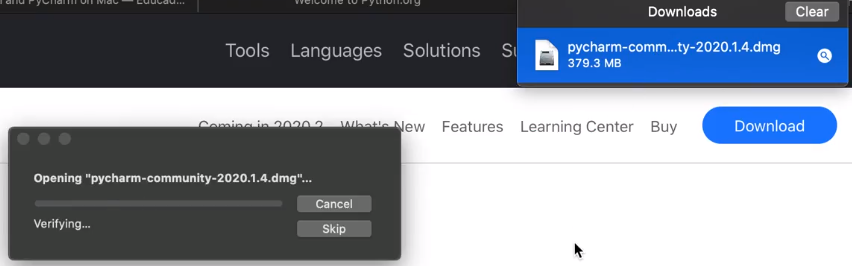 and PyCharm on Mac — Educad...
Welcome to Python.org
Downloads
Clear
Tools Languages Solutions Su
pycharm-comm...ty-2020.1.4.dmg
379.3 MB
Coming in 2020.2 What's New Features Learning Center Buy Download
Opening "pycharm-community-2020.1.4.dmg"...
Cancel
Verifying...
Skip